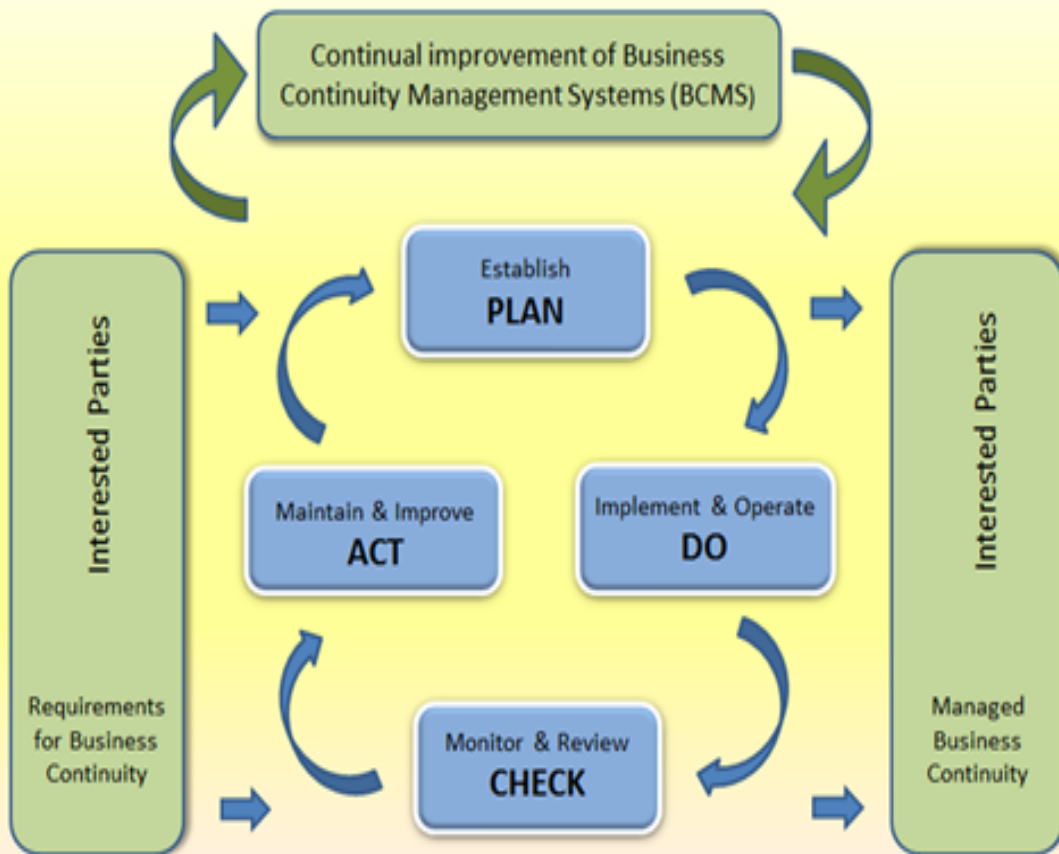 Continual improvement of Business
Continuity Management Systems (BCMS)
Establish
PLAN
Interested Parties
Interested Parties
Maintain & Improve
ACT
Implement & Operate
DO
Requirements
for Business
Continuity
Managed
Business
Continuity
Monitor & Review
CHECK